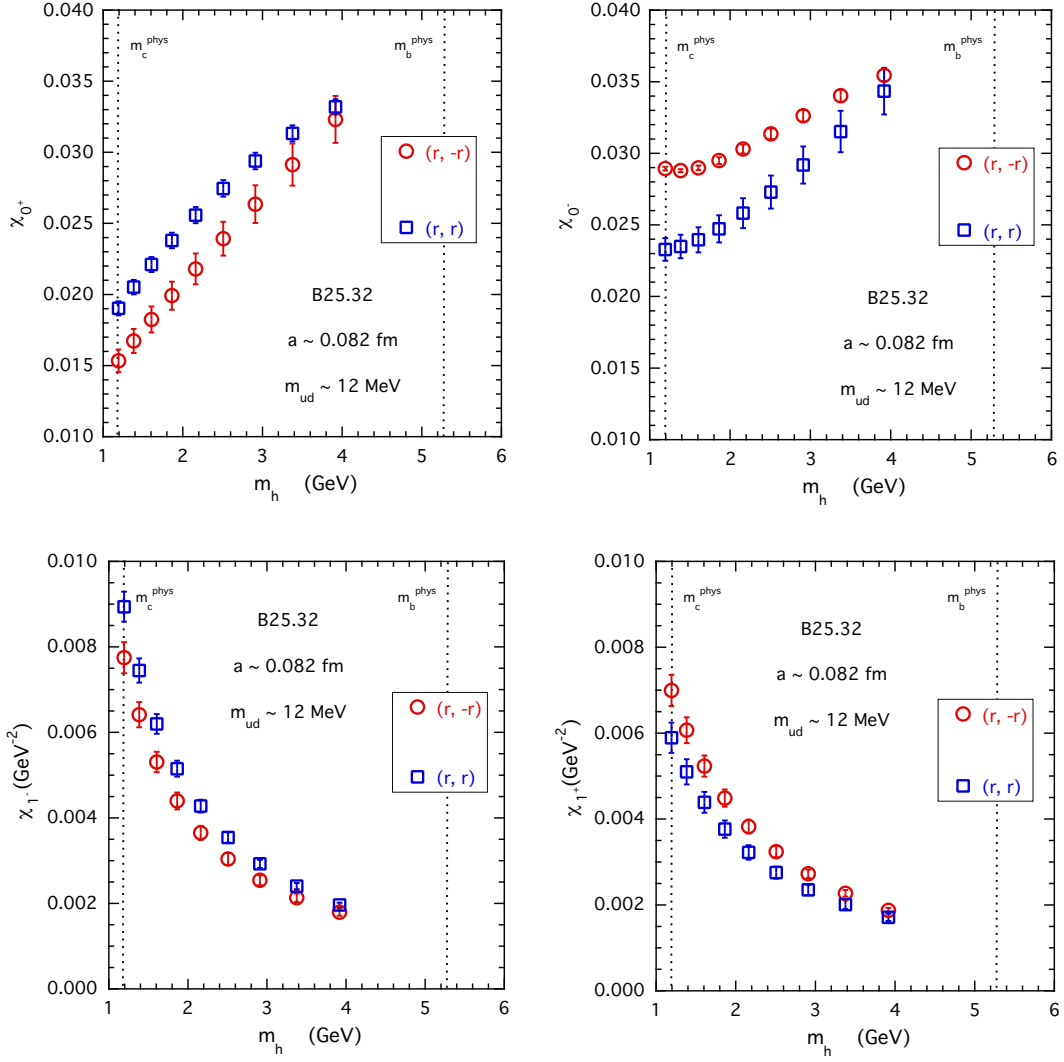 m_c^phys
m_b^phys
0.040
0.035
0.030
0.025
0.020
0.015
0.010
χ_0⁺
(r, -r)
(r, r)
B25.32
a ~ 0.082 fm
m_ud ~ 12 MeV
1 2 3 4 5 6
m_h (GeV)
m_c^phys
m_b^phys
0.040
0.035
0.030
0.025
0.020
0.015
0.010
χ_0⁻
(r, -r)
(r, r)
B25.32
a ~ 0.082 fm
m_ud ~ 12 MeV
1 2 3 4 5 6
m_h (GeV)
m_c^phys
m_b^phys
0.010
0.008
0.006
0.004
0.002
0.000
χ_1⁻ (GeV⁻²)
B25.32
a ~ 0.082 fm
m_ud ~ 12 MeV
(r, -r)
(r, r)
1 2 3 4 5 6
m_h (GeV)
m_c^phys
m_b^phys
0.010
0.008
0.006
0.004
0.002
0.000
χ_1⁺ (GeV⁻²)
B25.32
a ~ 0.082 fm
m_ud ~ 12 MeV
(r, -r)
(r, r)
1 2 3 4 5 6
m_h (GeV)